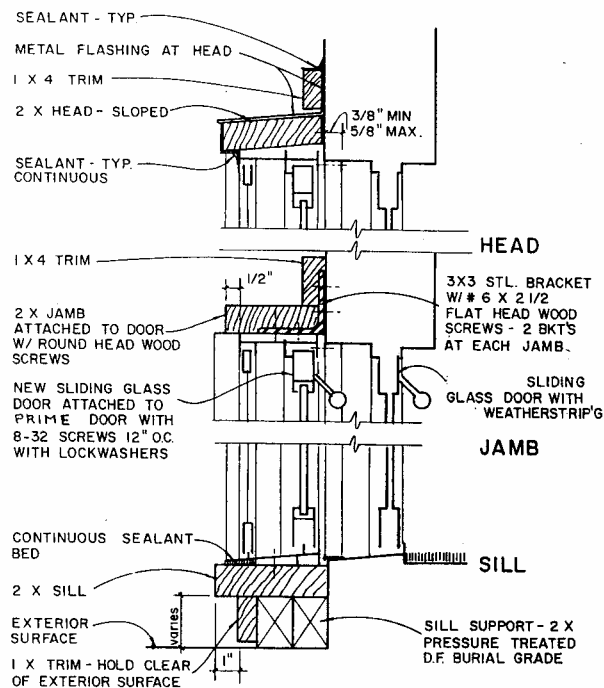 SEALANT - TYP.
METAL FLASHING AT HEAD
1 X 4 TRIM
2 X HEAD - SLOPED
3/8" MIN
5/8" MAX.
SEALANT - TYP.
CONTINUOUS
HEAD
1 X 4 TRIM
1/2"
2 X JAMB
ATTACHED TO DOOR
W/ ROUND HEAD WOOD
SCREWS
3X3 STL. BRACKET
W/ # 6 X 2 1/2
FLAT HEAD WOOD
SCREWS - 2 BKT'S
AT EACH JAMB.
NEW SLIDING GLASS
DOOR ATTACHED TO
PRIME DOOR WITH
8-32 SCREWS 12" O.C.
WITH LOCKWASHERS
SLIDING
GLASS DOOR WITH
WEATHERSTRIP'G
JAMB
CONTINUOUS SEALANT
BED
SILL
2 X SILL
EXTERIOR
SURFACE
varies
1 X TRIM - HOLD CLEAR
OF EXTERIOR SURFACE
1"
SILL SUPPORT - 2 X
PRESSURE TREATED
D.F. BURIAL GRADE